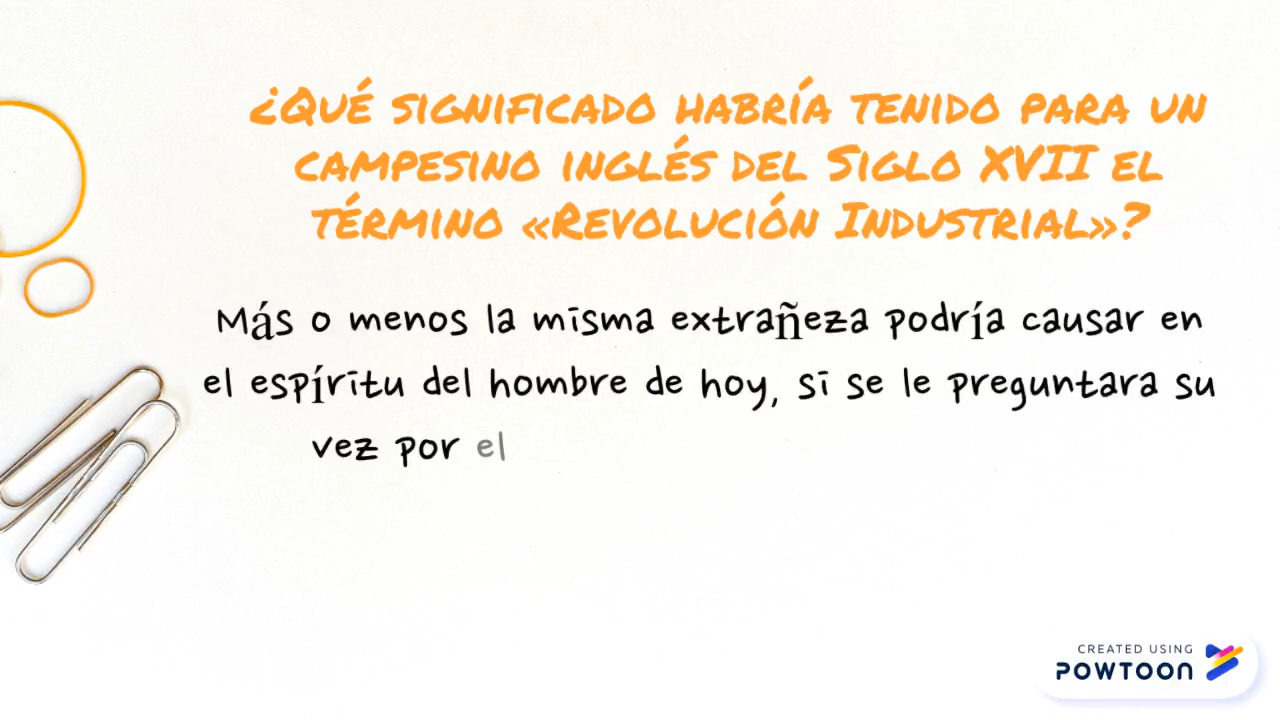 ¿Qué significado habría tenido para un
campesino inglés del Siglo XVII el
término «Revolución Industrial»?
Más o menos la misma extrañeza podría causar en
el espíritu del hombre de hoy, si se le preguntara su
vez por el
CREATED USING
POWTOON